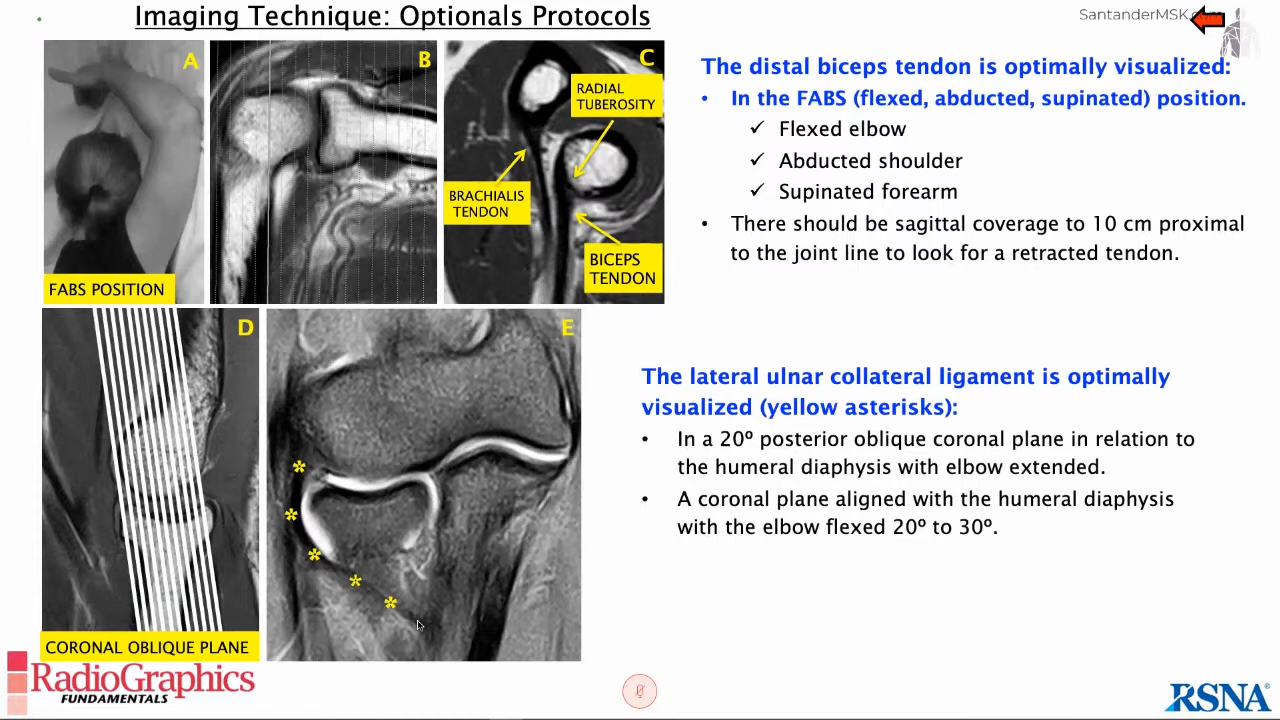 Imaging Technique: Optionals Protocols
SantanderMSK.
A
B
C
RADIAL
TUBEROSITY
BRACHIALIS
TENDON
BICEPS
TENDON
FABS POSITION
The distal biceps tendon is optimally visualized:
• In the FABS (flexed, abducted, supinated) position.
✓ Flexed elbow
✓ Abducted shoulder
✓ Supinated forearm
• There should be sagittal coverage to 10 cm proximal
to the joint line to look for a retracted tendon.
D
E
*
*
*
*
*
CORONAL OBLIQUE PLANE
The lateral ulnar collateral ligament is optimally
visualized (yellow asterisks):
• In a 20º posterior oblique coronal plane in relation to
the humeral diaphysis with elbow extended.
• A coronal plane aligned with the humeral diaphysis
with the elbow flexed 20º to 30º.
RadioGraphics
FUNDAMENTALS
RSNA®